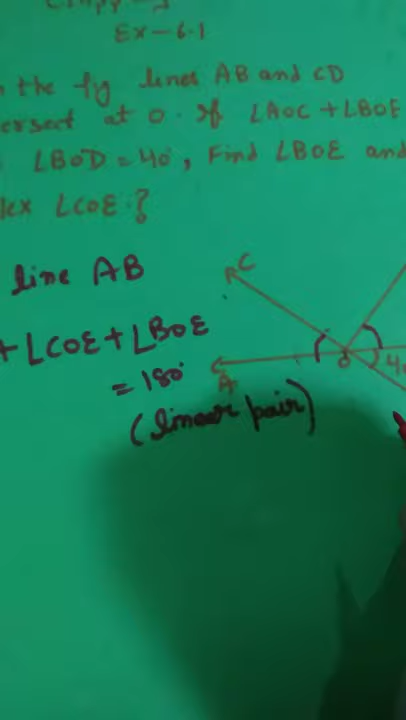 Ex-6.1
the fig lines AB and CD
ersect at O. If ∠AOC + ∠BOE
∠BOD = 40°, Find ∠BOE and
lex ∠COE ?
line AB
+∠COE+∠BOE
= 180°
(linear pair)
C
A
O
40